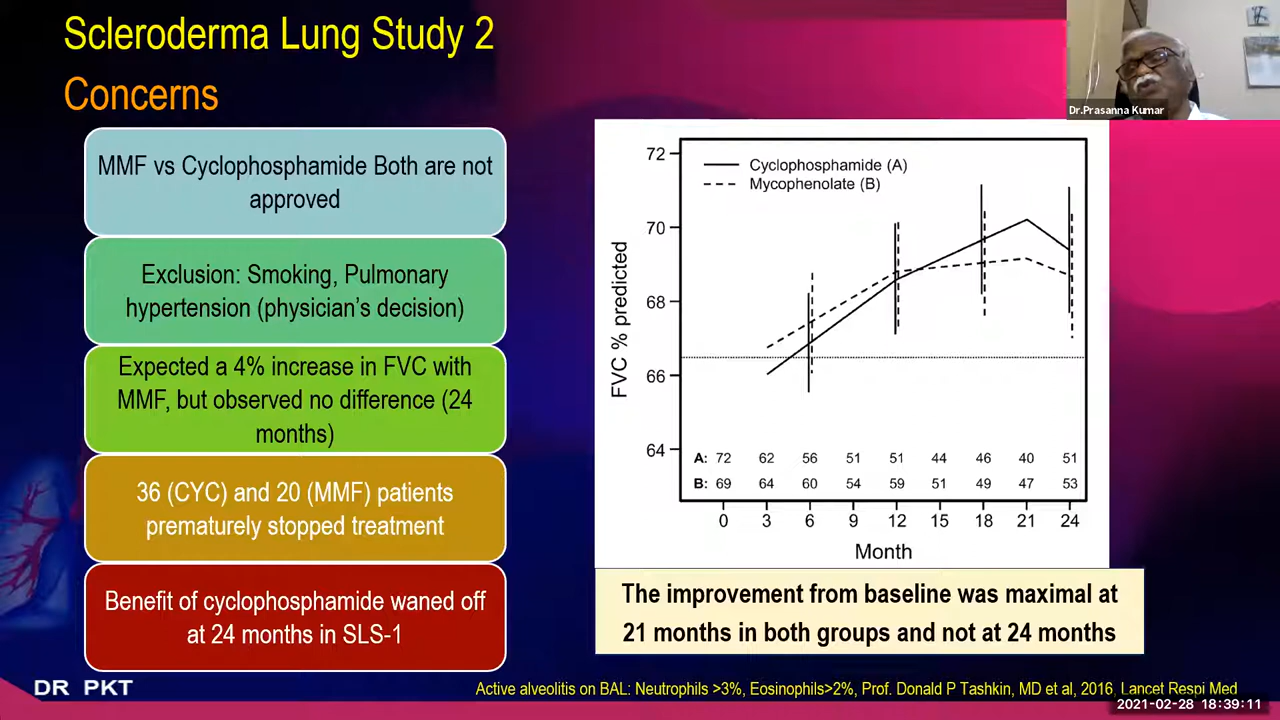 Scleroderma Lung Study 2
Concerns
Dr.Prasanna Kumar
MMF vs Cyclophosphamide Both are not
approved
Exclusion: Smoking, Pulmonary
hypertension (physician's decision)
Expected a 4% increase in FVC with
MMF, but observed no difference (24
months)
36 (CYC) and 20 (MMF) patients
prematurely stopped treatment
Benefit of cyclophosphamide waned off
at 24 months in SLS-1
72
70
68
66
64
FVC % predicted
Cyclophosphamide (A)
Mycophenolate (B)
A: 72 62 56 51 51 44 46 40 51
B: 69 64 60 54 59 51 49 47 53
0 3 6 9 12 15 18 21 24
Month
The improvement from baseline was maximal at
21 months in both groups and not at 24 months
DR PKT
Active alveolitis on BAL: Neutrophils >3%, Eosinophils>2%, Prof. Donald P Tashkin, MD et al, 2016, Lancet Respi Med
2021-02-28 18:39:11